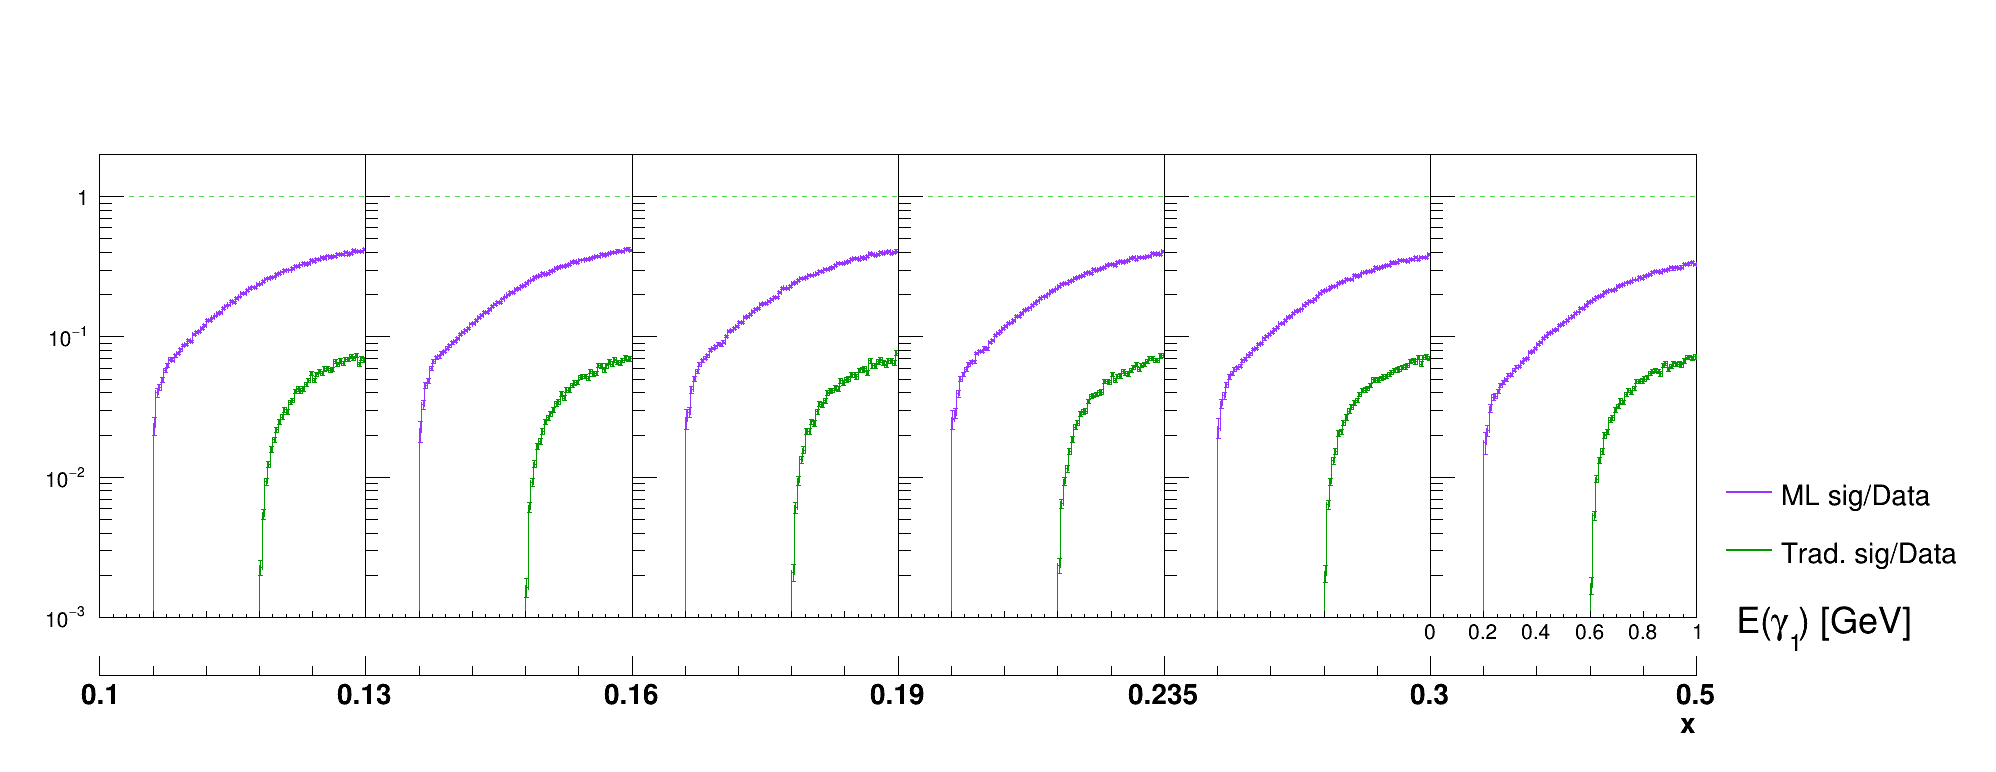 1
10⁻¹
10⁻²
10⁻³
0 0.2 0.4 0.6 0.8 1
ML sig/Data
Trad. sig/Data
E(γ₁) [GeV]
0.1 0.13 0.16 0.19 0.235 0.3 0.5
x